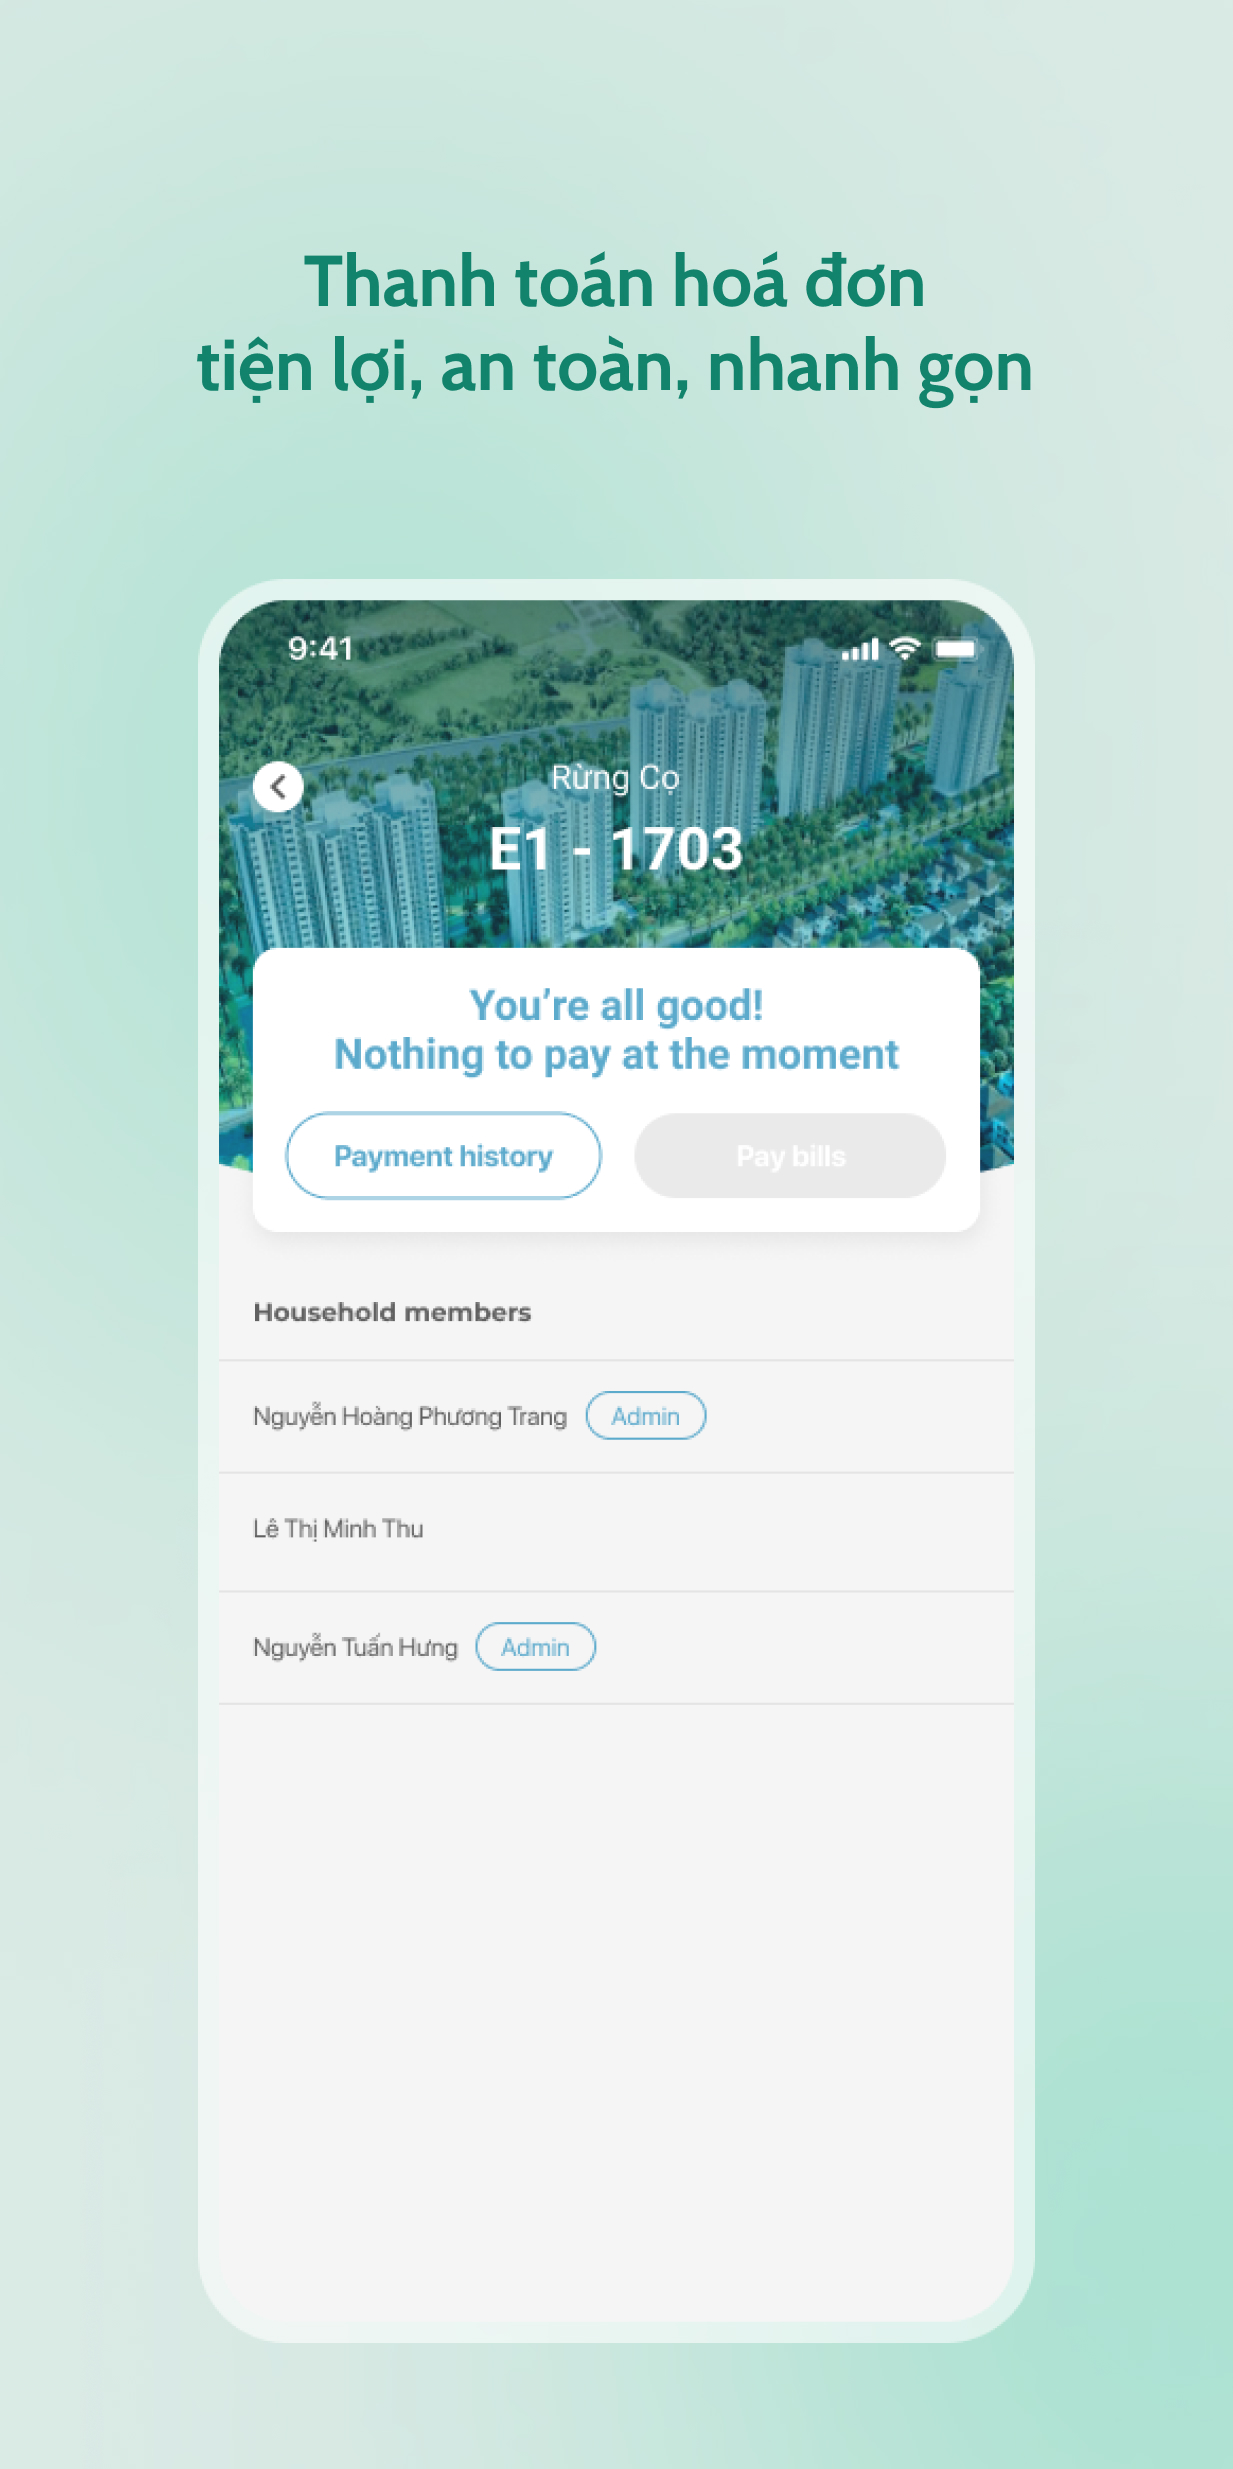 Thanh toán hoá đơn
tiện lợi, an toàn, nhanh gọn
9:41
Rừng Cọ
E1 - 1703
You’re all good!
Nothing to pay at the moment
Payment history
Pay bills
Household members
Nguyễn Hoàng Phương Trang
Admin
Lê Thị Minh Thu
Nguyễn Tuấn Hưng
Admin